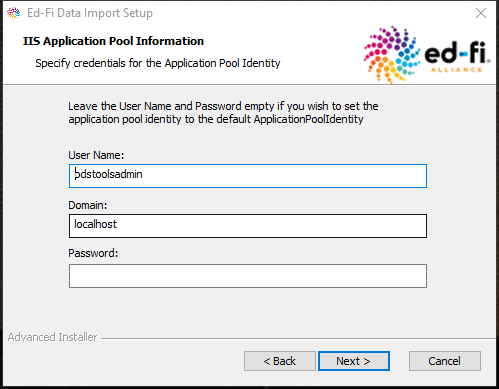 Ed-Fi Data Import Setup
IIS Application Pool Information
Specify credentials for the Application Pool Identity
ed-fi
ALLIANCE
Leave the User Name and Password empty if you wish to set the
application pool identity to the default ApplicationPoolIdentity
User Name:
odstoolsadmin
Domain:
localhost
Password:
Advanced Installer
< Back
Next >
Cancel